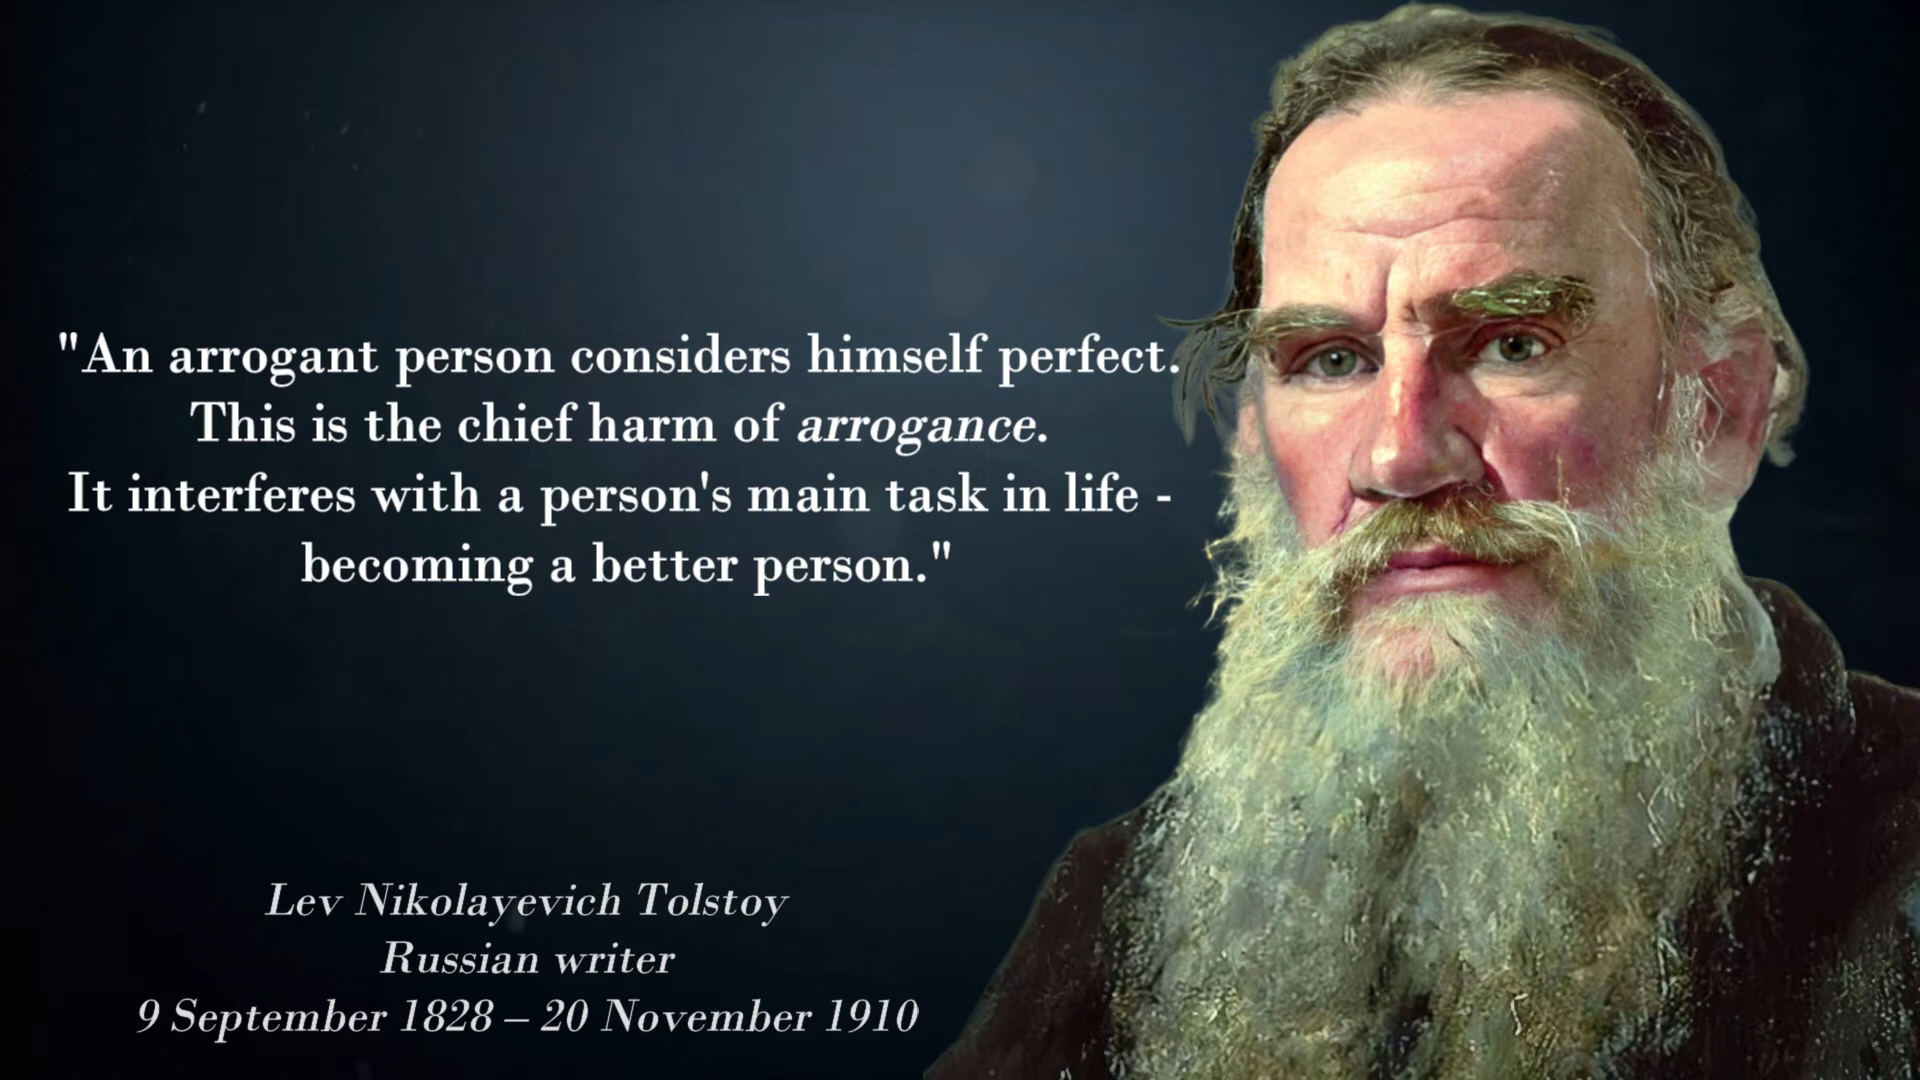 "An arrogant person considers himself perfect.
This is the chief harm of arrogance.
It interferes with a person's main task in life -
becoming a better person."
Lev Nikolayevich Tolstoy
Russian writer
9 September 1828 – 20 November 1910